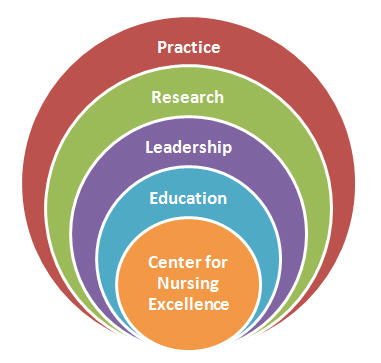 Practice
Research
Leadership
Education
Center for
Nursing
Excellence